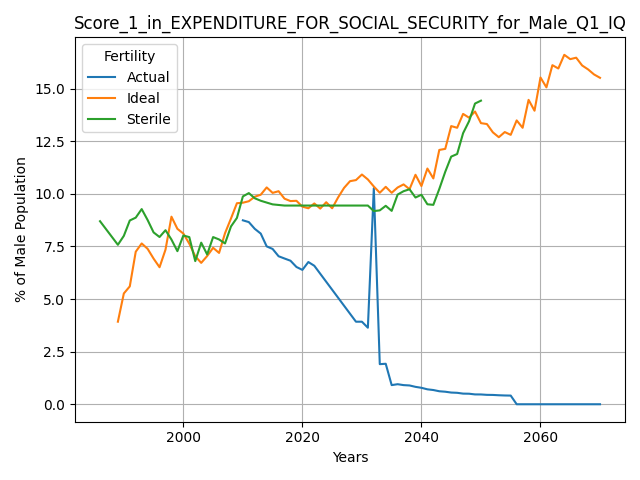 Score_1_in_EXPENDITURE_FOR_SOCIAL_SECURITY_for_Male_Q1_IQ
Fertility
Actual
Ideal
Sterile
% of Male Population
15.0
12.5
10.0
7.5
5.0
2.5
0.0
2000
2020
2040
2060
Years